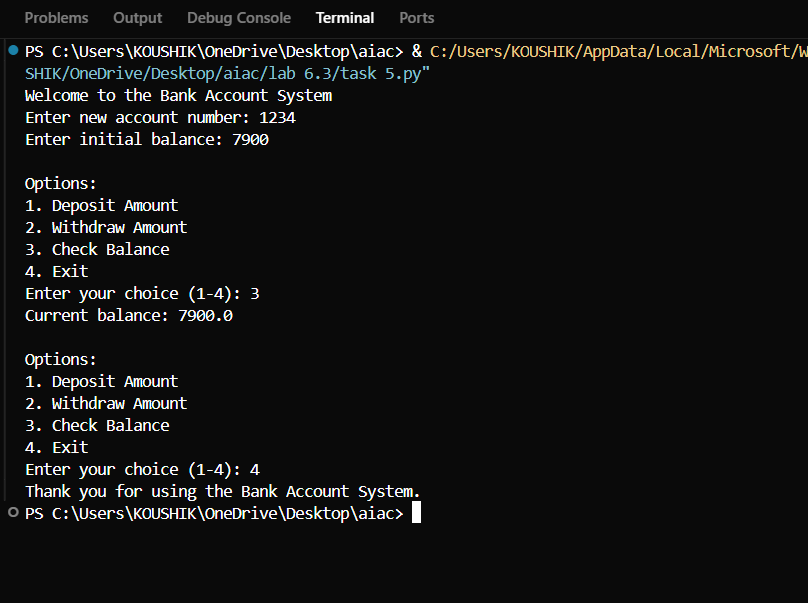 Problems Output Debug Console Terminal Ports
PS C:\Users\KOUSHIK\OneDrive\Desktop\aiac> & C:/Users/KOUSHIK/AppData/Local/Microsoft/W
SHIK/OneDrive/Desktop/aiac/lab 6.3/task 5.py"
Welcome to the Bank Account System
Enter new account number: 1234
Enter initial balance: 7900
Options:
1. Deposit Amount
2. Withdraw Amount
3. Check Balance
4. Exit
Enter your choice (1-4): 3
Current balance: 7900.0
Options:
1. Deposit Amount
2. Withdraw Amount
3. Check Balance
4. Exit
Enter your choice (1-4): 4
Thank you for using the Bank Account System.
PS C:\Users\KOUSHIK\OneDrive\Desktop\aiac>